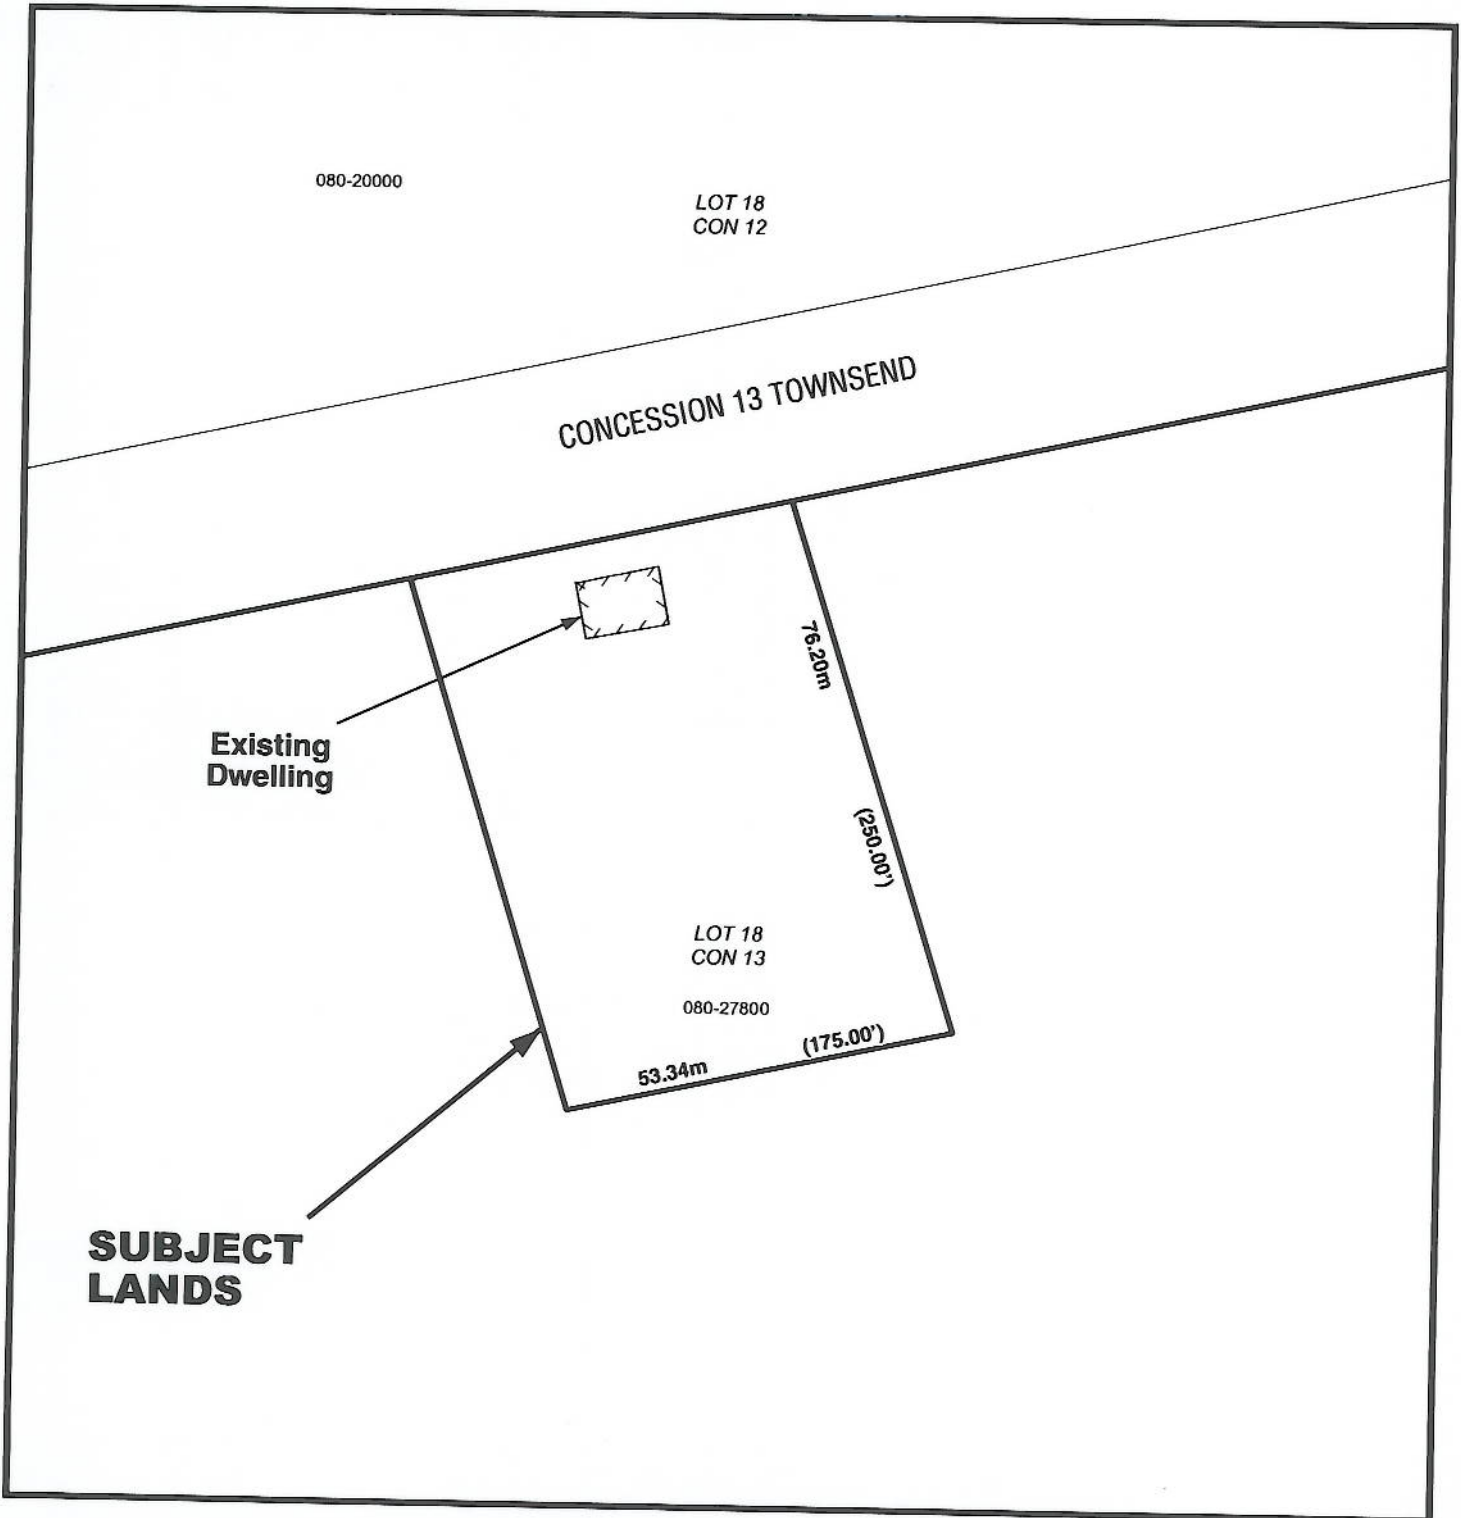 080-20000
LOT 18
CON 12
CONCESSION 13 TOWNSEND
Existing
Dwelling
76.20m
(250.00')
LOT 18
CON 13
080-27800
53.34m
(175.00')
SUBJECT
LANDS